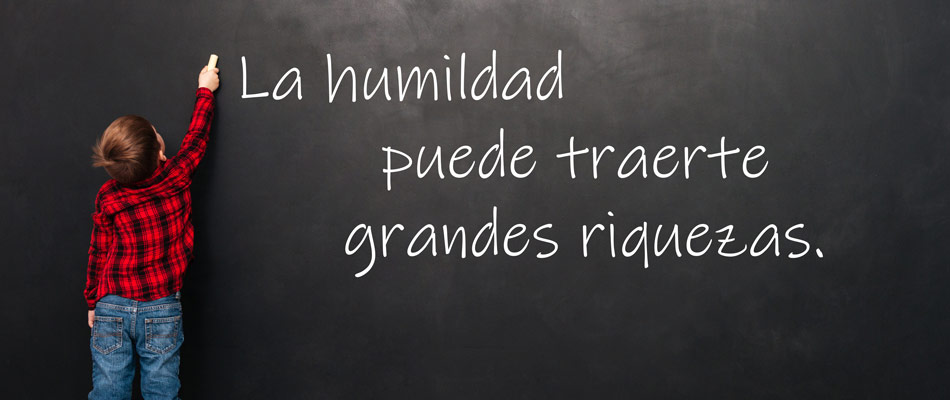 La humildad
puede traerte
grandes riquezas.